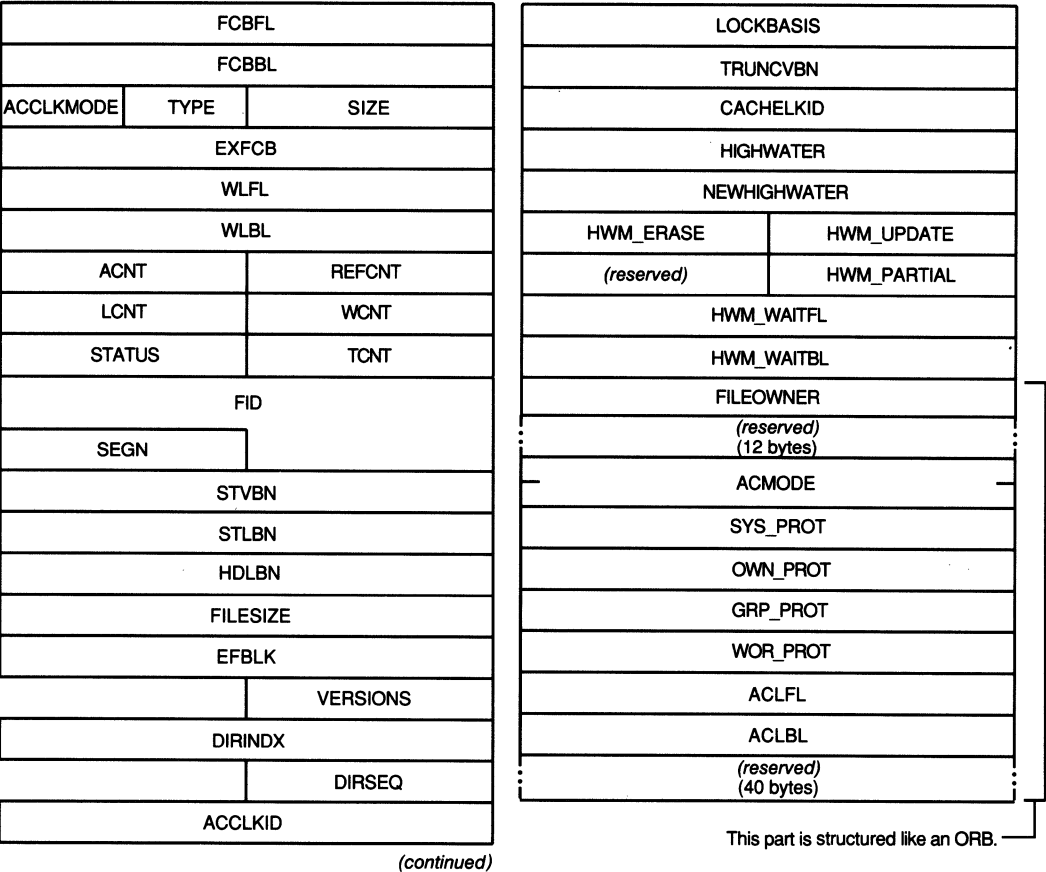 FCBFL
FCBBL
ACCLKMODE TYPE SIZE
EXFCB
WLFL
WLBL
ACNT REFCNT
LCNT WCNT
STATUS TCNT
FID
SEGN
STVBN
STLBN
HDLBN
FILESIZE
EFBLK
VERSIONS
DIRINDX
DIRSEQ
ACCLKID
(continued)
LOCKBASIS
TRUNCVBN
CACHELKID
HIGHWATER
NEWHIGHWATER
HWM_ERASE HWM_UPDATE
(reserved) HWM_PARTIAL
HWM_WAITFL
HWM_WAITBL
FILEOWNER
(reserved)
(12 bytes)
ACMODE
SYS_PROT
OWN_PROT
GRP_PROT
WOR_PROT
ACLFL
ACLBL
(reserved)
(40 bytes)
This part is structured like an ORB.